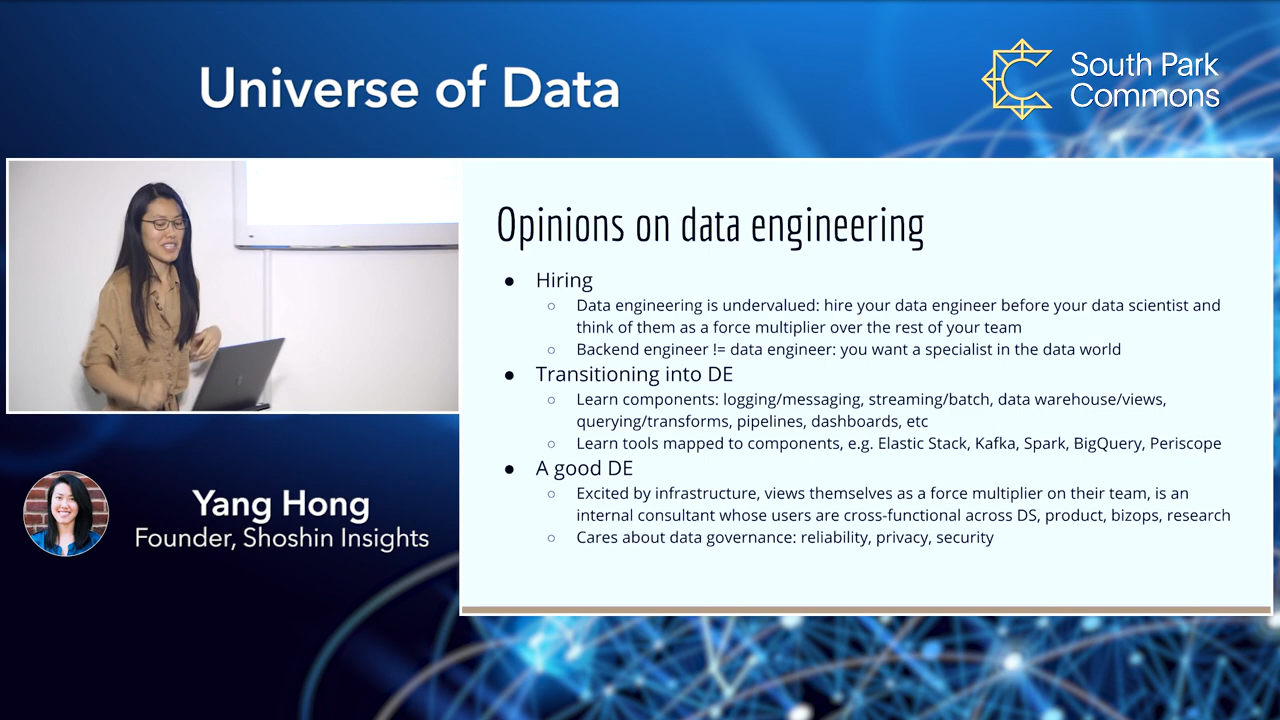 Universe of Data
South Park
Commons
Opinions on data engineering
● Hiring
○ Data engineering is undervalued: hire your data engineer before your data scientist and
think of them as a force multiplier over the rest of your team
○ Backend engineer != data engineer: you want a specialist in the data world
● Transitioning into DE
○ Learn components: logging/messaging, streaming/batch, data warehouse/views,
querying/transforms, pipelines, dashboards, etc
○ Learn tools mapped to components, e.g. Elastic Stack, Kafka, Spark, BigQuery, Periscope
● A good DE
○ Excited by infrastructure, views themselves as a force multiplier on their team, is an
internal consultant whose users are cross-functional across DS, product, bizops, research
○ Cares about data governance: reliability, privacy, security
Yang Hong
Founder, Shoshin Insights